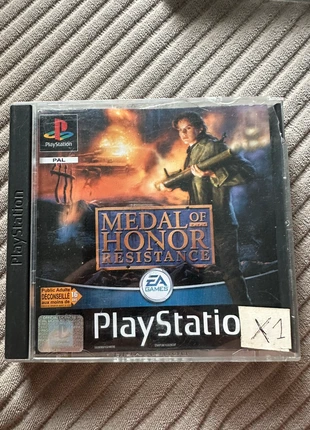 PlayStation
PlayStation
PAL
MEDAL OF
HONOR
RESISTANCE
EA
GAMES
Public Adulte
DÉCONSEILLÉ
aux moins de
PlayStatio
X1